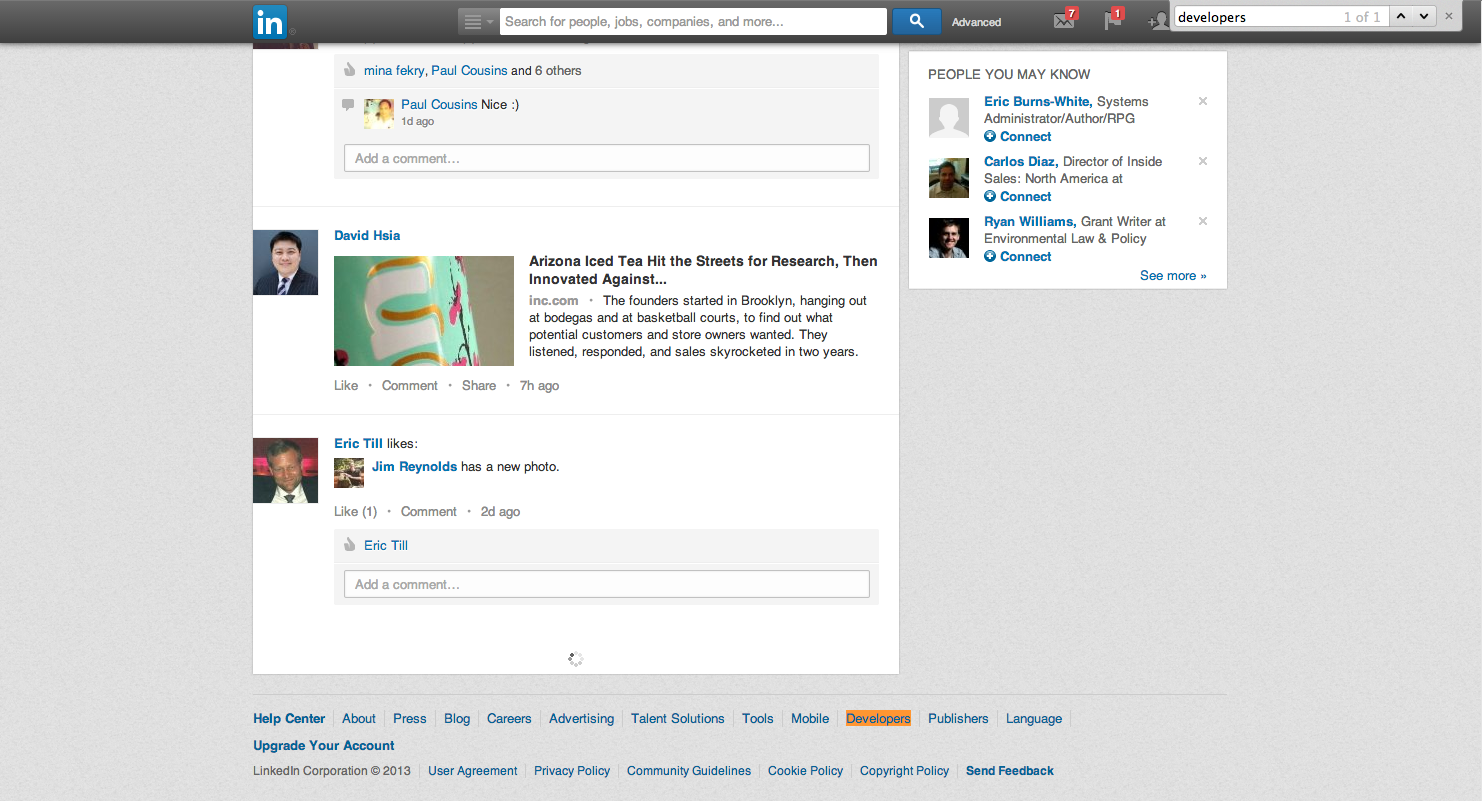 in
Search for people, jobs, companies, and more...
Advanced
7
1
developers
1 of 1
mina fekry, Paul Cousins and 6 others
Paul Cousins Nice :)
1d ago
Add a comment...
David Hsia
Arizona Iced Tea Hit the Streets for Research, Then
Innovated Against...
inc.com • The founders started in Brooklyn, hanging out
at bodegas and at basketball courts, to find out what
potential customers and store owners wanted. They
listened, responded, and sales skyrocketed in two years.
Like • Comment • Share • 7h ago
Eric Till likes:
Jim Reynolds has a new photo.
Like (1) • Comment • 2d ago
Eric Till
Add a comment...
PEOPLE YOU MAY KNOW
Eric Burns-White, Systems
Administrator/Author/RPG
Connect
Carlos Diaz, Director of Inside
Sales: North America at
Connect
Ryan Williams, Grant Writer at
Environmental Law & Policy
Connect
See more »
Help Center About Press Blog Careers Advertising Talent Solutions Tools Mobile Developers Publishers Language
Upgrade Your Account
LinkedIn Corporation © 2013 User Agreement Privacy Policy Community Guidelines Cookie Policy Copyright Policy Send Feedback